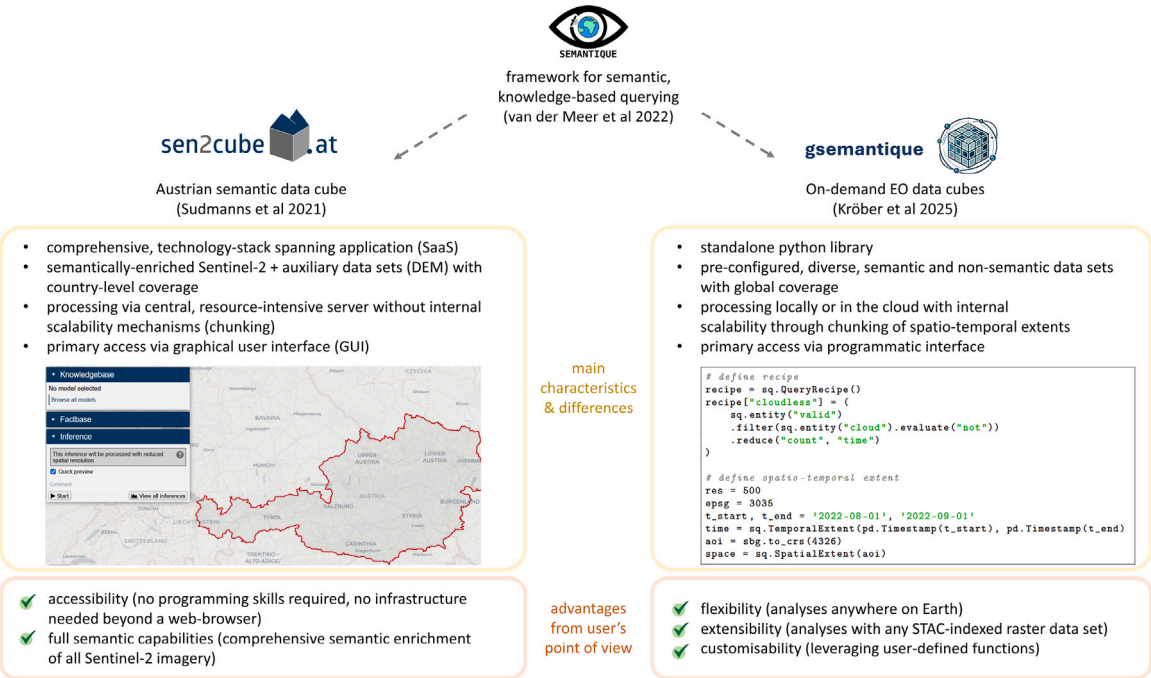 SEMANTIQUE
framework for semantic,
knowledge-based querying
(van der Meer et al 2022)
sen2cube.at
Austrian semantic data cube
(Sudmanns et al 2021)
gsemantique
On-demand EO data cubes
(Kröber et al 2025)
• comprehensive, technology-stack spanning application (SaaS)
• semantically-enriched Sentinel-2 + auxiliary data sets (DEM) with
country-level coverage
• processing via central, resource-intensive server without internal
scalability mechanisms (chunking)
• primary access via graphical user interface (GUI)
Knowledgebase
No model selected
Browse all models
Factbase
Inference
This inference will be processed with reduced
spatial resolution
Quick preview
Comment
Start
View all inferences
CZECHIA
BAVARIA
MUNICH
UPPER
AUSTRIA
LOWER
AUSTRIA
VIENNA
AUSTRIA
BURGENLAND
SALZBURG
STYRIA
TYROL
CARINTHIA
LIECHTENSTEIN
ZURICH
BERN
SWITZERLAND
TRENTINO-
ALTO ADIGE/
main
characteristics
& differences
• standalone python library
• pre-configured, diverse, semantic and non-semantic data sets
with global coverage
• processing locally or in the cloud with internal
scalability through chunking of spatio-temporal extents
• primary access via programmatic interface
# define recipe
recipe = sq.QueryRecipe()
recipe["cloudless"] = (
sq.entity("valid")
.filter(sq.entity("cloud").evaluate("not"))
.reduce("count", "time")
)
# define spatio-temporal extent
res = 500
epsg = 3035
t_start, t_end = '2022-08-01', '2022-09-01'
time = sq.TemporalExtent(pd.Timestamp(t_start), pd.Timestamp(t_end)
aoi = sbg.to_crs(4326)
space = sq.SpatialExtent(aoi)
accessibility (no programming skills required, no infrastructure
needed beyond a web-browser)
full semantic capabilities (comprehensive semantic enrichment
of all Sentinel-2 imagery)
advantages
from user's
point of view
flexibility (analyses anywhere on Earth)
extensibility (analyses with any STAC-indexed raster data set)
customisability (leveraging user-defined functions)